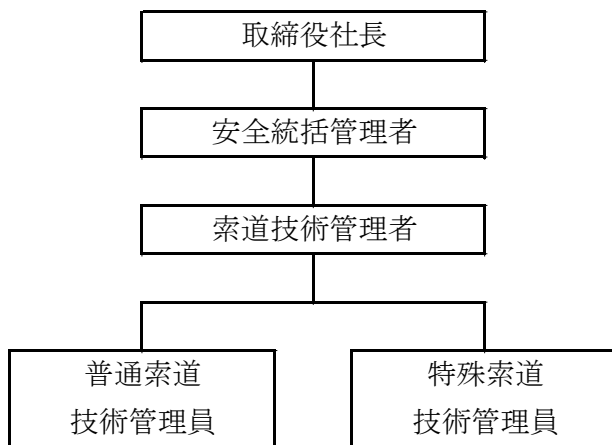 取締役社長
安全統括管理者
索道技術管理者
普通索道
技術管理員
特殊索道
技術管理員